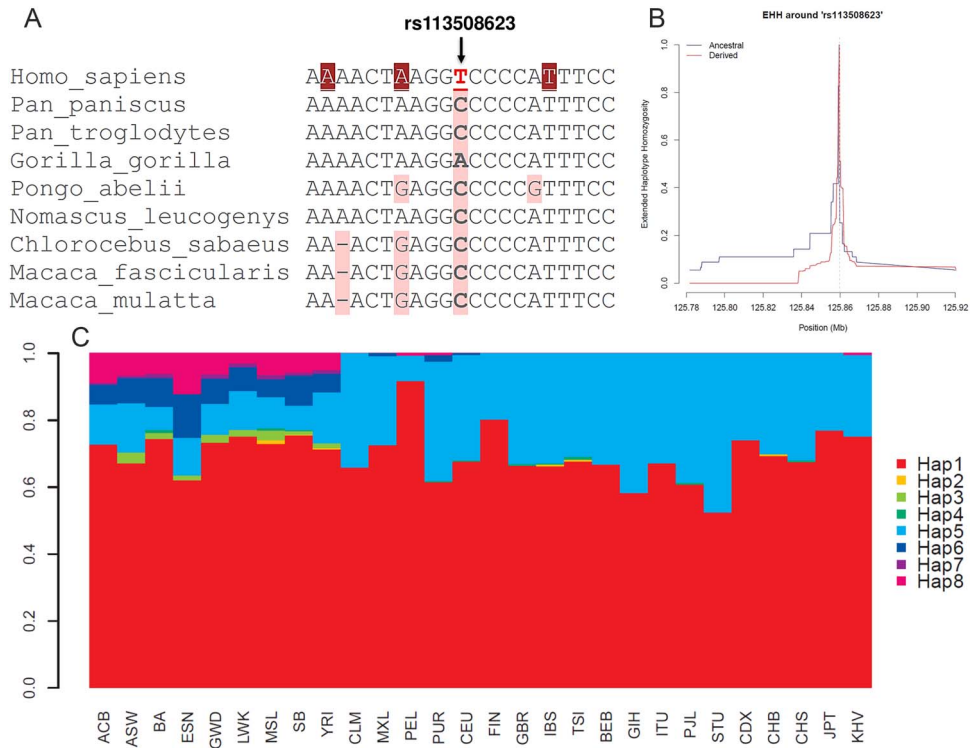 A
rs113508623
Homo_sapiens AAAACTAAGGTCCCCATTTCC
Pan_paniscus AAAACTAAGGCCCCCATTTCC
Pan_troglodytes AAAACTAAGGCCCCCATTTCC
Gorilla_gorilla AAAACTAAGGACCCCATTTCC
Pongo_abelii AAAACTGAGGCCCCCGTTTCC
Nomascus_leucogenys AAAACTAAGGCCCCCATTTCC
Chlorocebus_sabaeus AA-ACTGAGGCCCCCATTTCC
Macaca_fascicularis AA-ACTGAGGCCCCCATTTCC
Macaca_mulatta AA-ACTGAGGCCCCCATTTCC
B
EHH around 'rs113508623'
Ancestral
Derived
Extended Haplotype Homozygosity
1.0
0.8
0.6
0.4
0.2
0.0
125.78 125.80 125.82 125.84 125.86 125.88 125.90 125.92
Position (Mb)
C
1.0
0.8
0.6
0.4
0.2
0.0
ACB ASW BA ESN GWD LWK MSL SB YRI CLM MXL PEL PUR CEU FIN GBR IBS TSI BEB GIH ITU PJL STU CDX CHB CHS JPT KHV
Hap1
Hap2
Hap3
Hap4
Hap5
Hap6
Hap7
Hap8